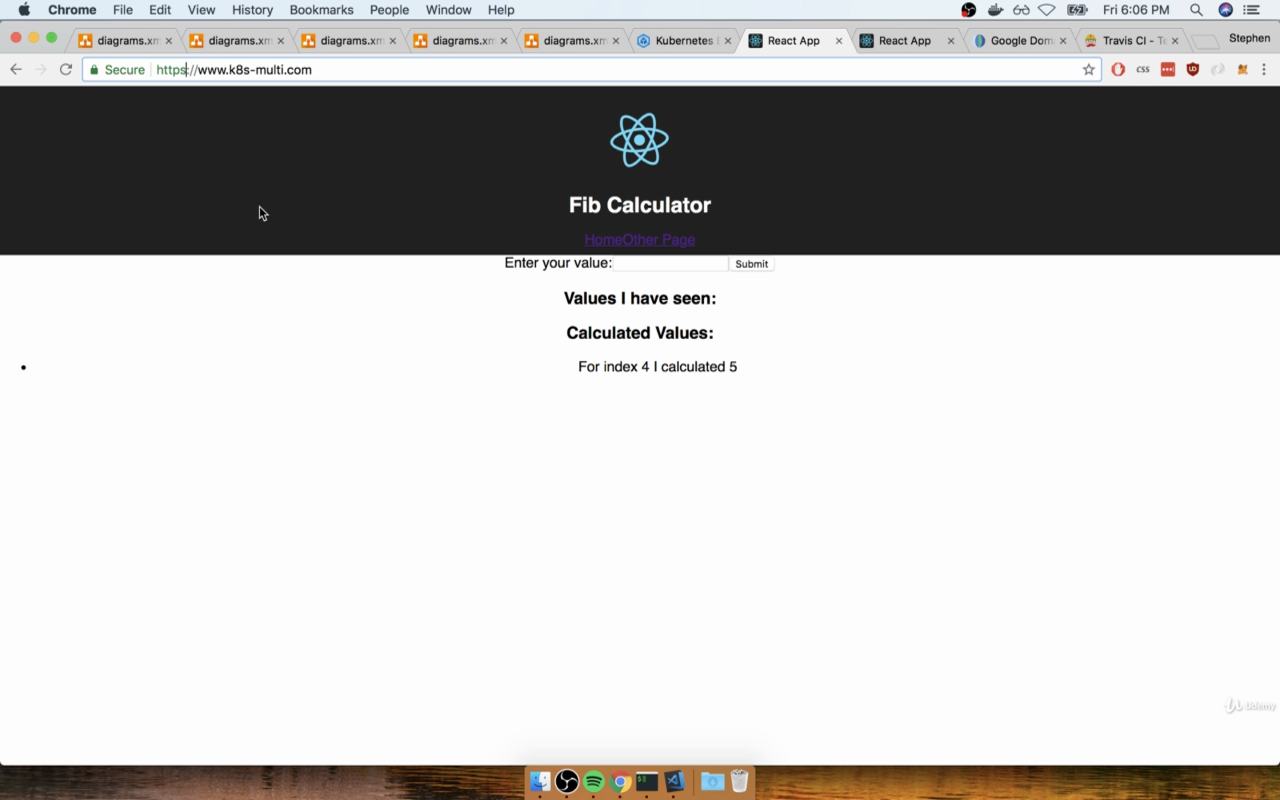 Chrome File Edit View History Bookmarks People Window Help Fri 6:06 PM
diagrams.xm diagrams.xm diagrams.xm diagrams.xm diagrams.xm Kubernetes React App React App Google Dom Travis CI - Te Stephen
Secure https://www.k8s-multi.com CSS
Fib Calculator
HomeOther Page
Enter your value: Submit
Values I have seen:
Calculated Values:
• For index 4 I calculated 5
Udemy